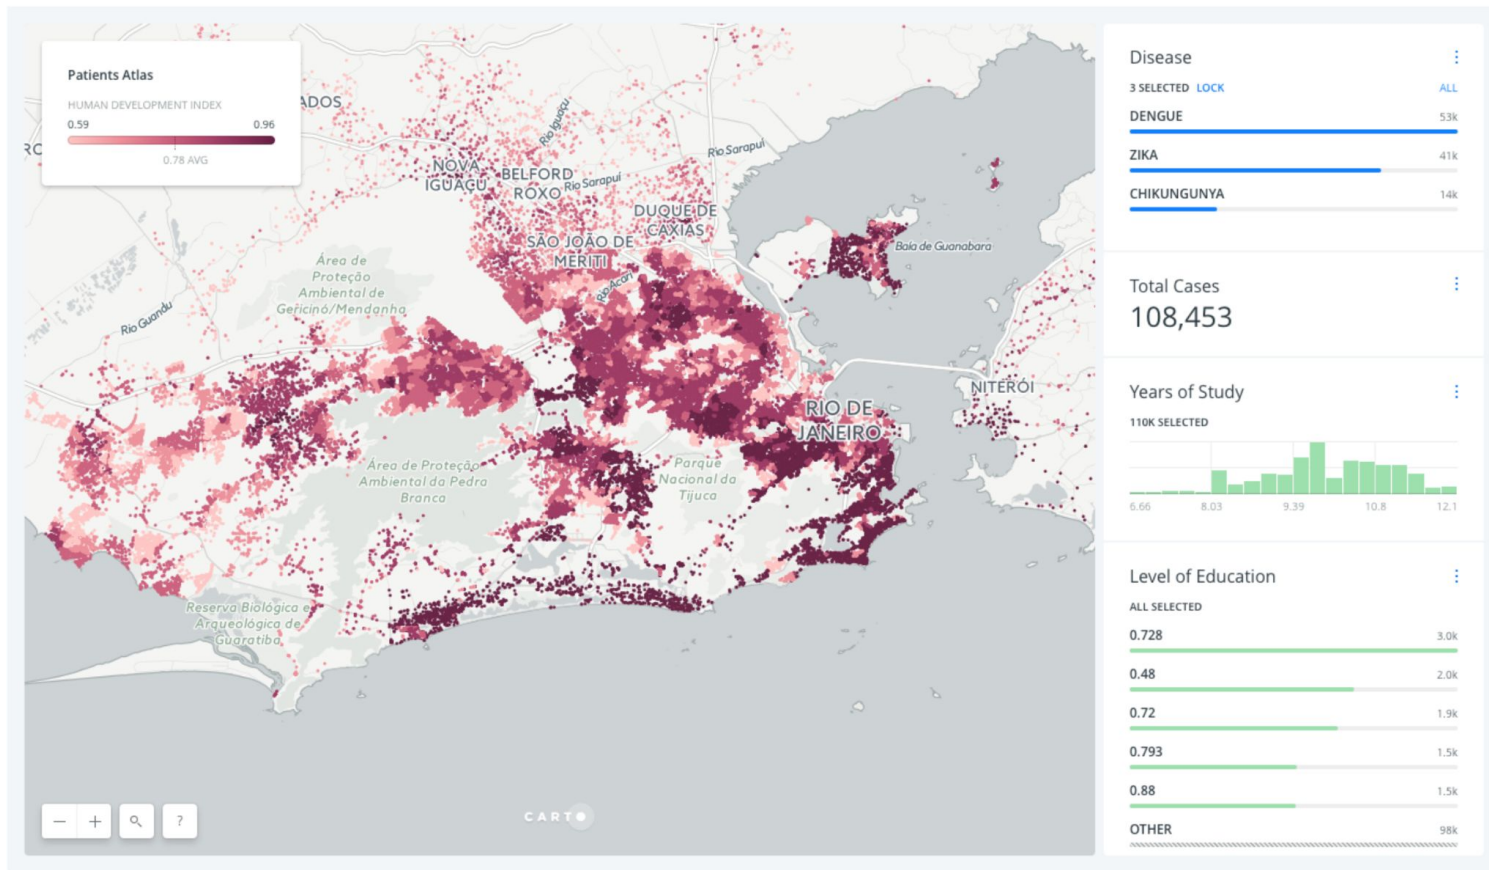 Patients Atlas
HUMAN DEVELOPMENT INDEX
0.59 0.96
0.78 AVG
ADOS
Rio Iguaçu
Rio Sarapuí
NOVA
IGUAÇU
BELFORD
ROXO
Rio Sarapuí
DUQUE DE
CAXIAS
SÃO JOÃO DE
MERITI
Rio Acari
Baía de Guanabara
Área de
Proteção
Ambiental de
Gericinó/Mendanha
Rio Guandu
NITERÓI
RIO DE
JANEIRO
Área de Proteção
Ambiental da Pedra
Branca
Parque
Nacional da
Tijuca
Reserva Biológica e
Arqueológica de
Guaratiba
− +
?
CARTO
Disease
3 SELECTED LOCK ALL
DENGUE 53k
ZIKA 41k
CHIKUNGUNYA 14k
Total Cases
108,453
Years of Study
110K SELECTED
6.66 8.03 9.39 10.8 12.1
Level of Education
ALL SELECTED
0.728 3.0k
0.48 2.0k
0.72 1.9k
0.793 1.5k
0.88 1.5k
OTHER 98k